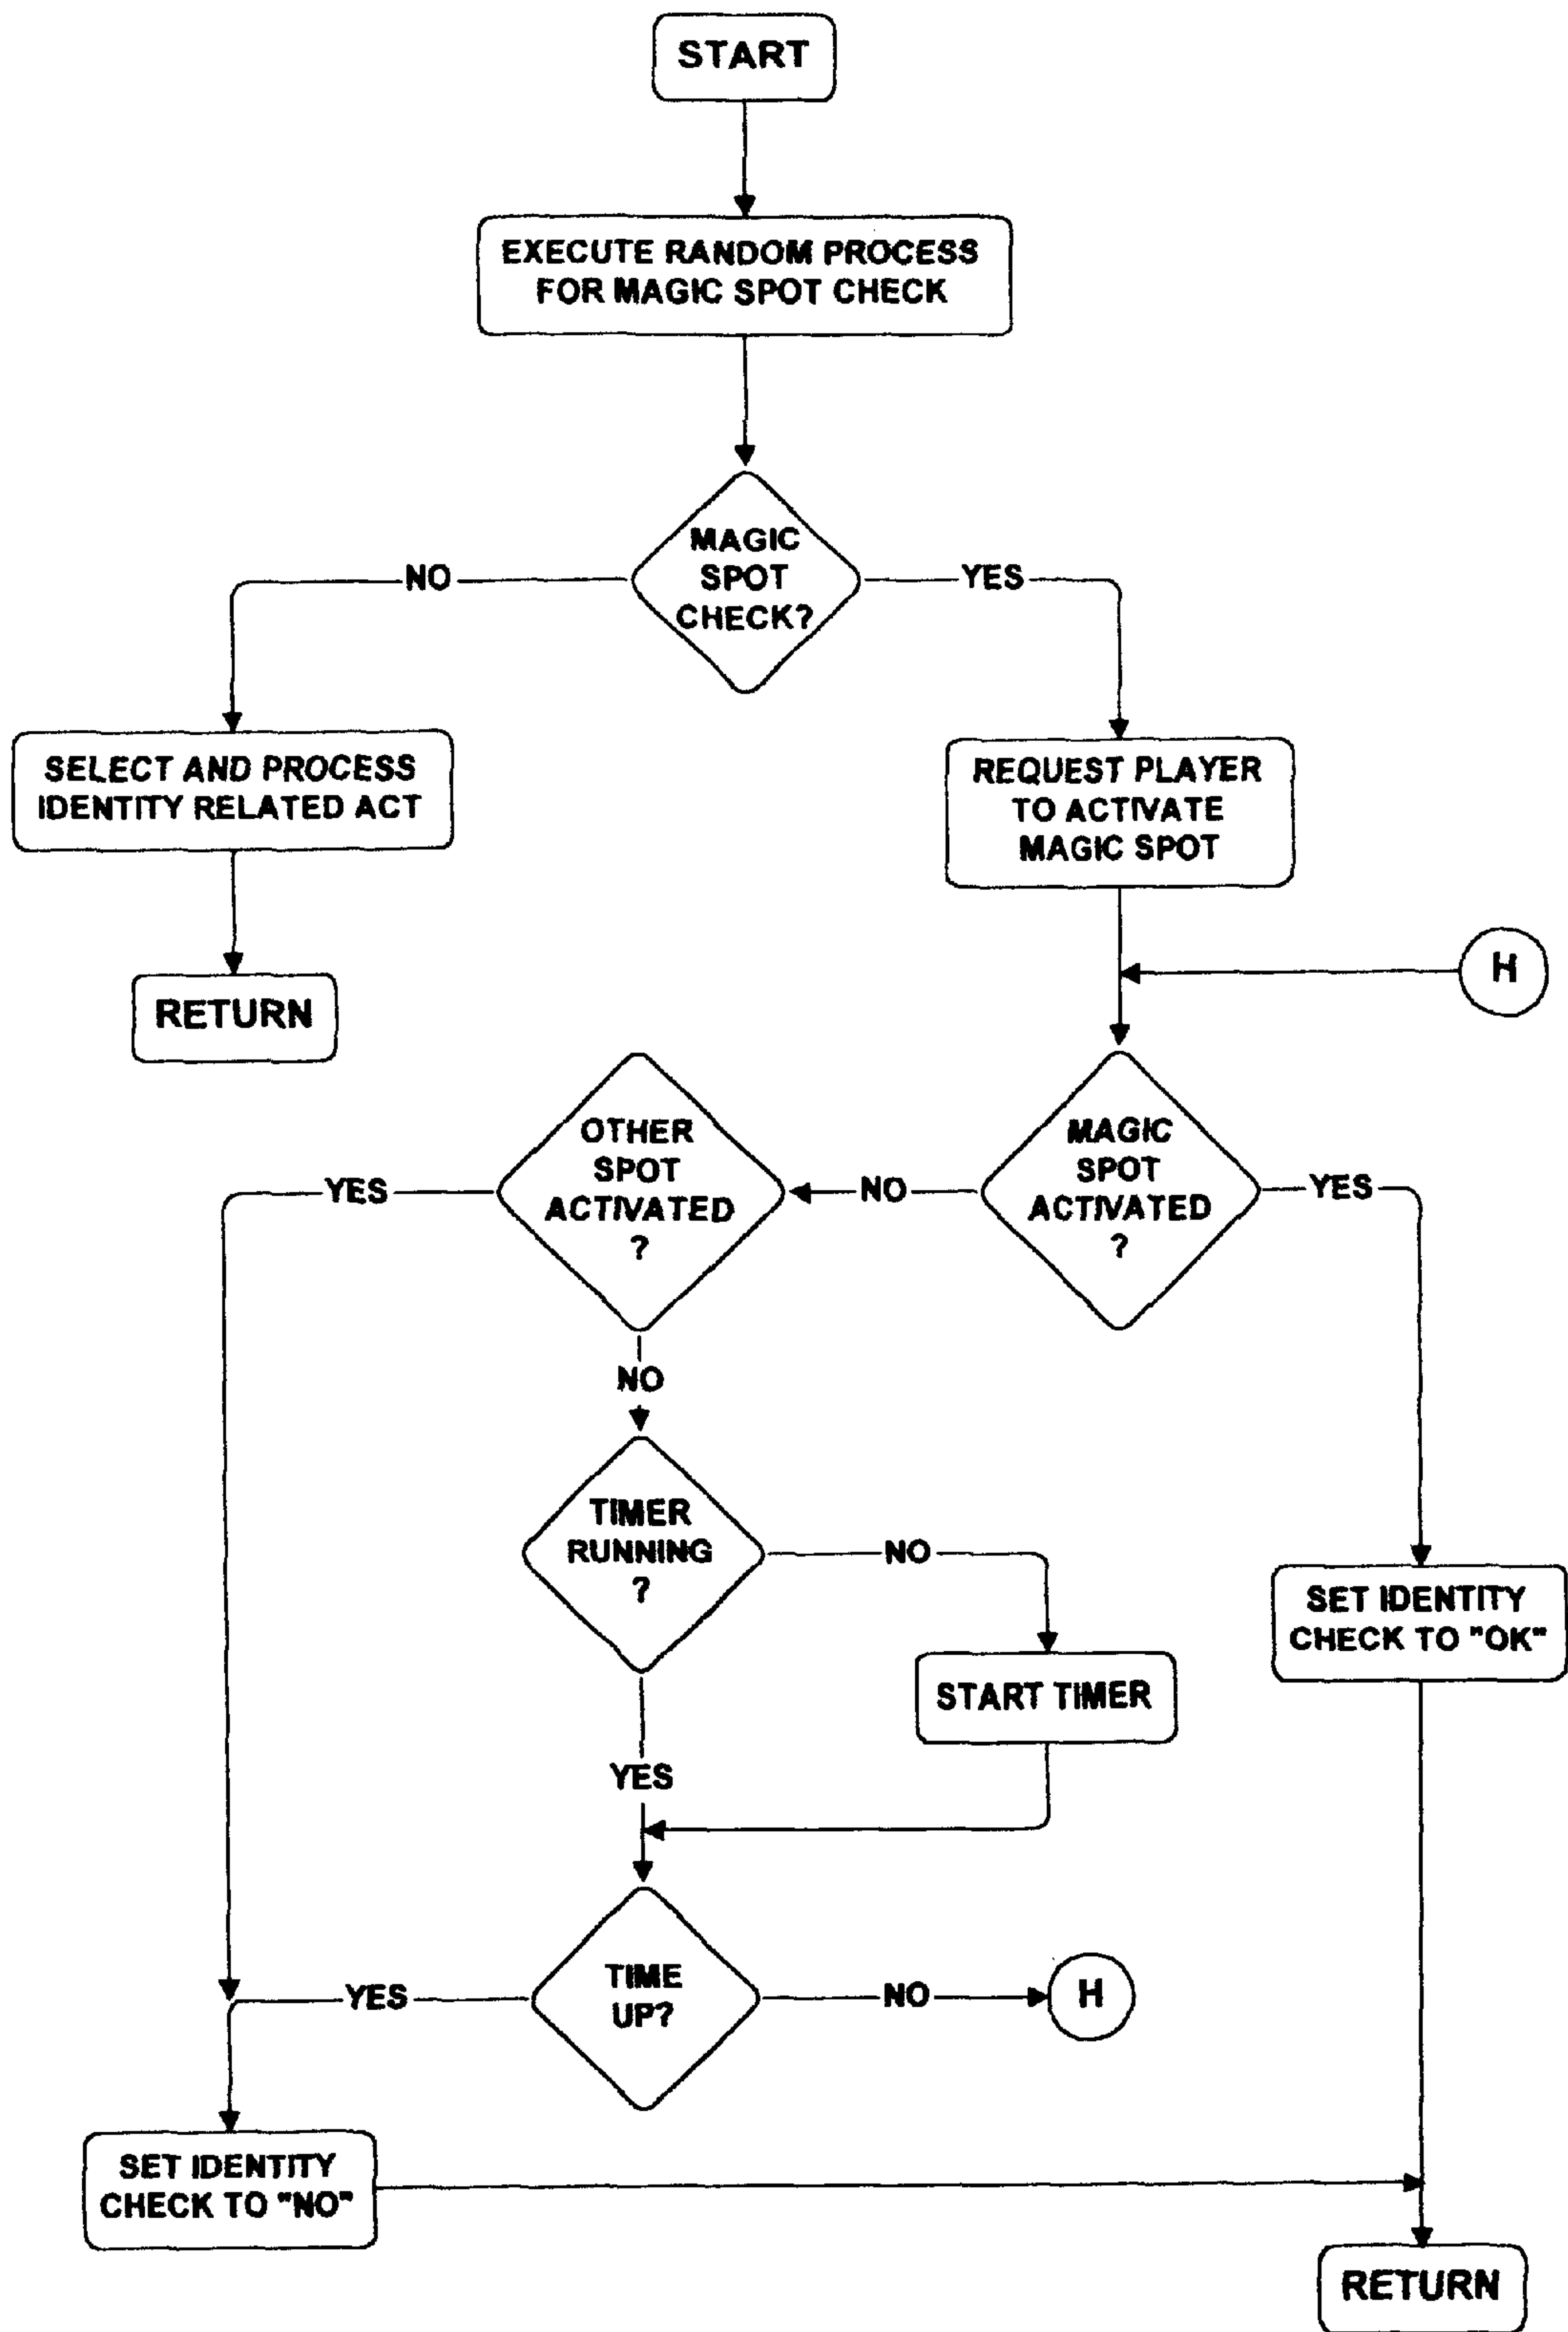 START
EXECUTE RANDOM PROCESS
FOR MAGIC SPOT CHECK
MAGIC
SPOT
CHECK?
NO
YES
SELECT AND PROCESS
IDENTITY RELATED ACT
REQUEST PLAYER
TO ACTIVATE
MAGIC SPOT
RETURN
H
OTHER
SPOT
ACTIVATED
?
MAGIC
SPOT
ACTIVATED
?
YES
NO
YES
NO
TIMER
RUNNING
?
NO
START TIMER
SET IDENTITY
CHECK TO "OK"
YES
TIME
UP?
YES
NO
H
SET IDENTITY
CHECK TO "NO"
RETURN